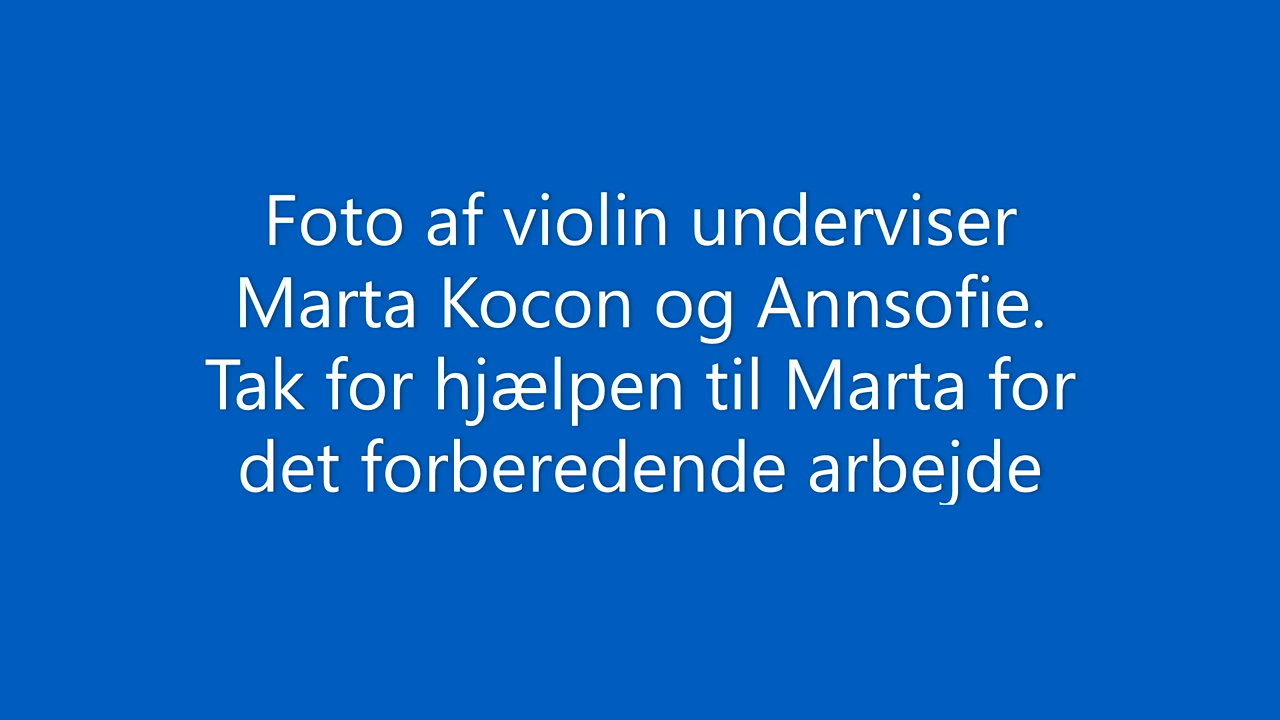 Foto af violin underviser
Marta Kocon og Annsofie.
Tak for hjælpen til Marta for
det forberedende arbejde